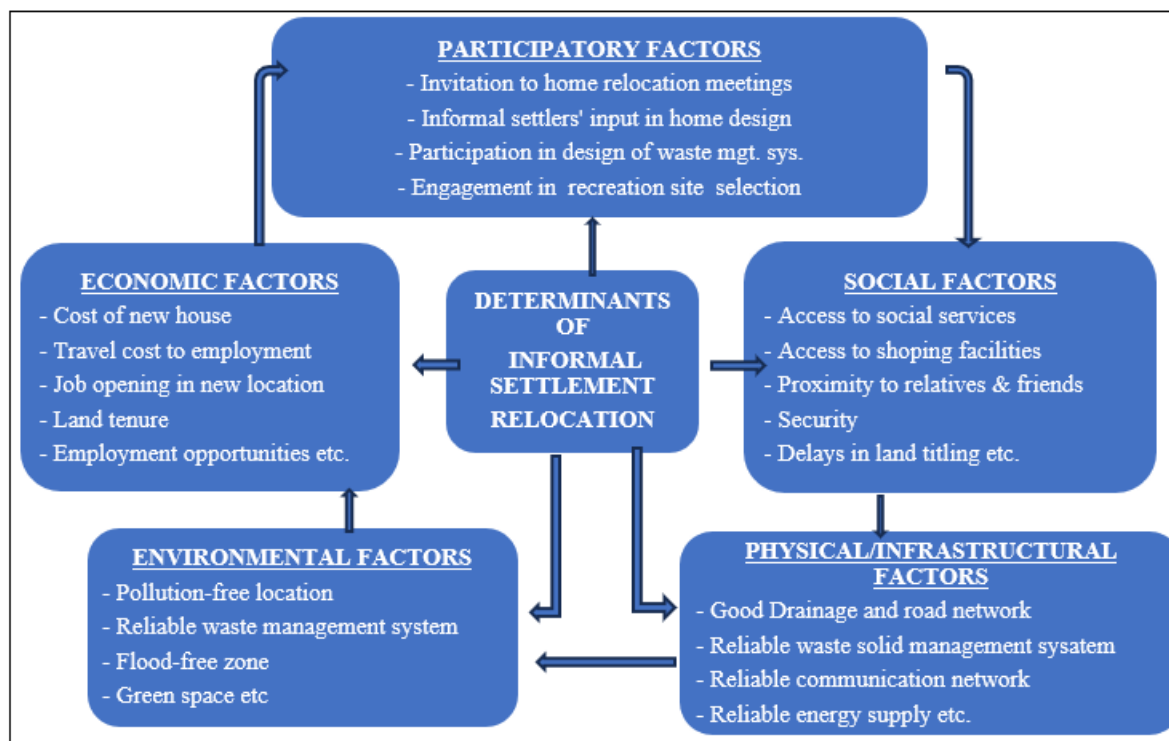 PARTICIPATORY FACTORS
- Invitation to home relocation meetings
- Informal settlers' input in home design
- Participation in design of waste mgt. sys.
- Engagement in recreation site selection
ECONOMIC FACTORS
- Cost of new house
- Travel cost to employment
- Job opening in new location
- Land tenure
- Employment opportunities etc.
DETERMINANTS
OF
INFORMAL
SETTLEMENT
RELOCATION
SOCIAL FACTORS
- Access to social services
- Access to shoping facilities
- Proximity to relatives & friends
- Security
- Delays in land titling etc.
ENVIRONMENTAL FACTORS
- Pollution-free location
- Reliable waste management system
- Flood-free zone
- Green space etc
PHYSICAL/INFRASTRUCTURAL
FACTORS
- Good Drainage and road network
- Reliable waste solid management sysatem
- Reliable communication network
- Reliable energy supply etc.